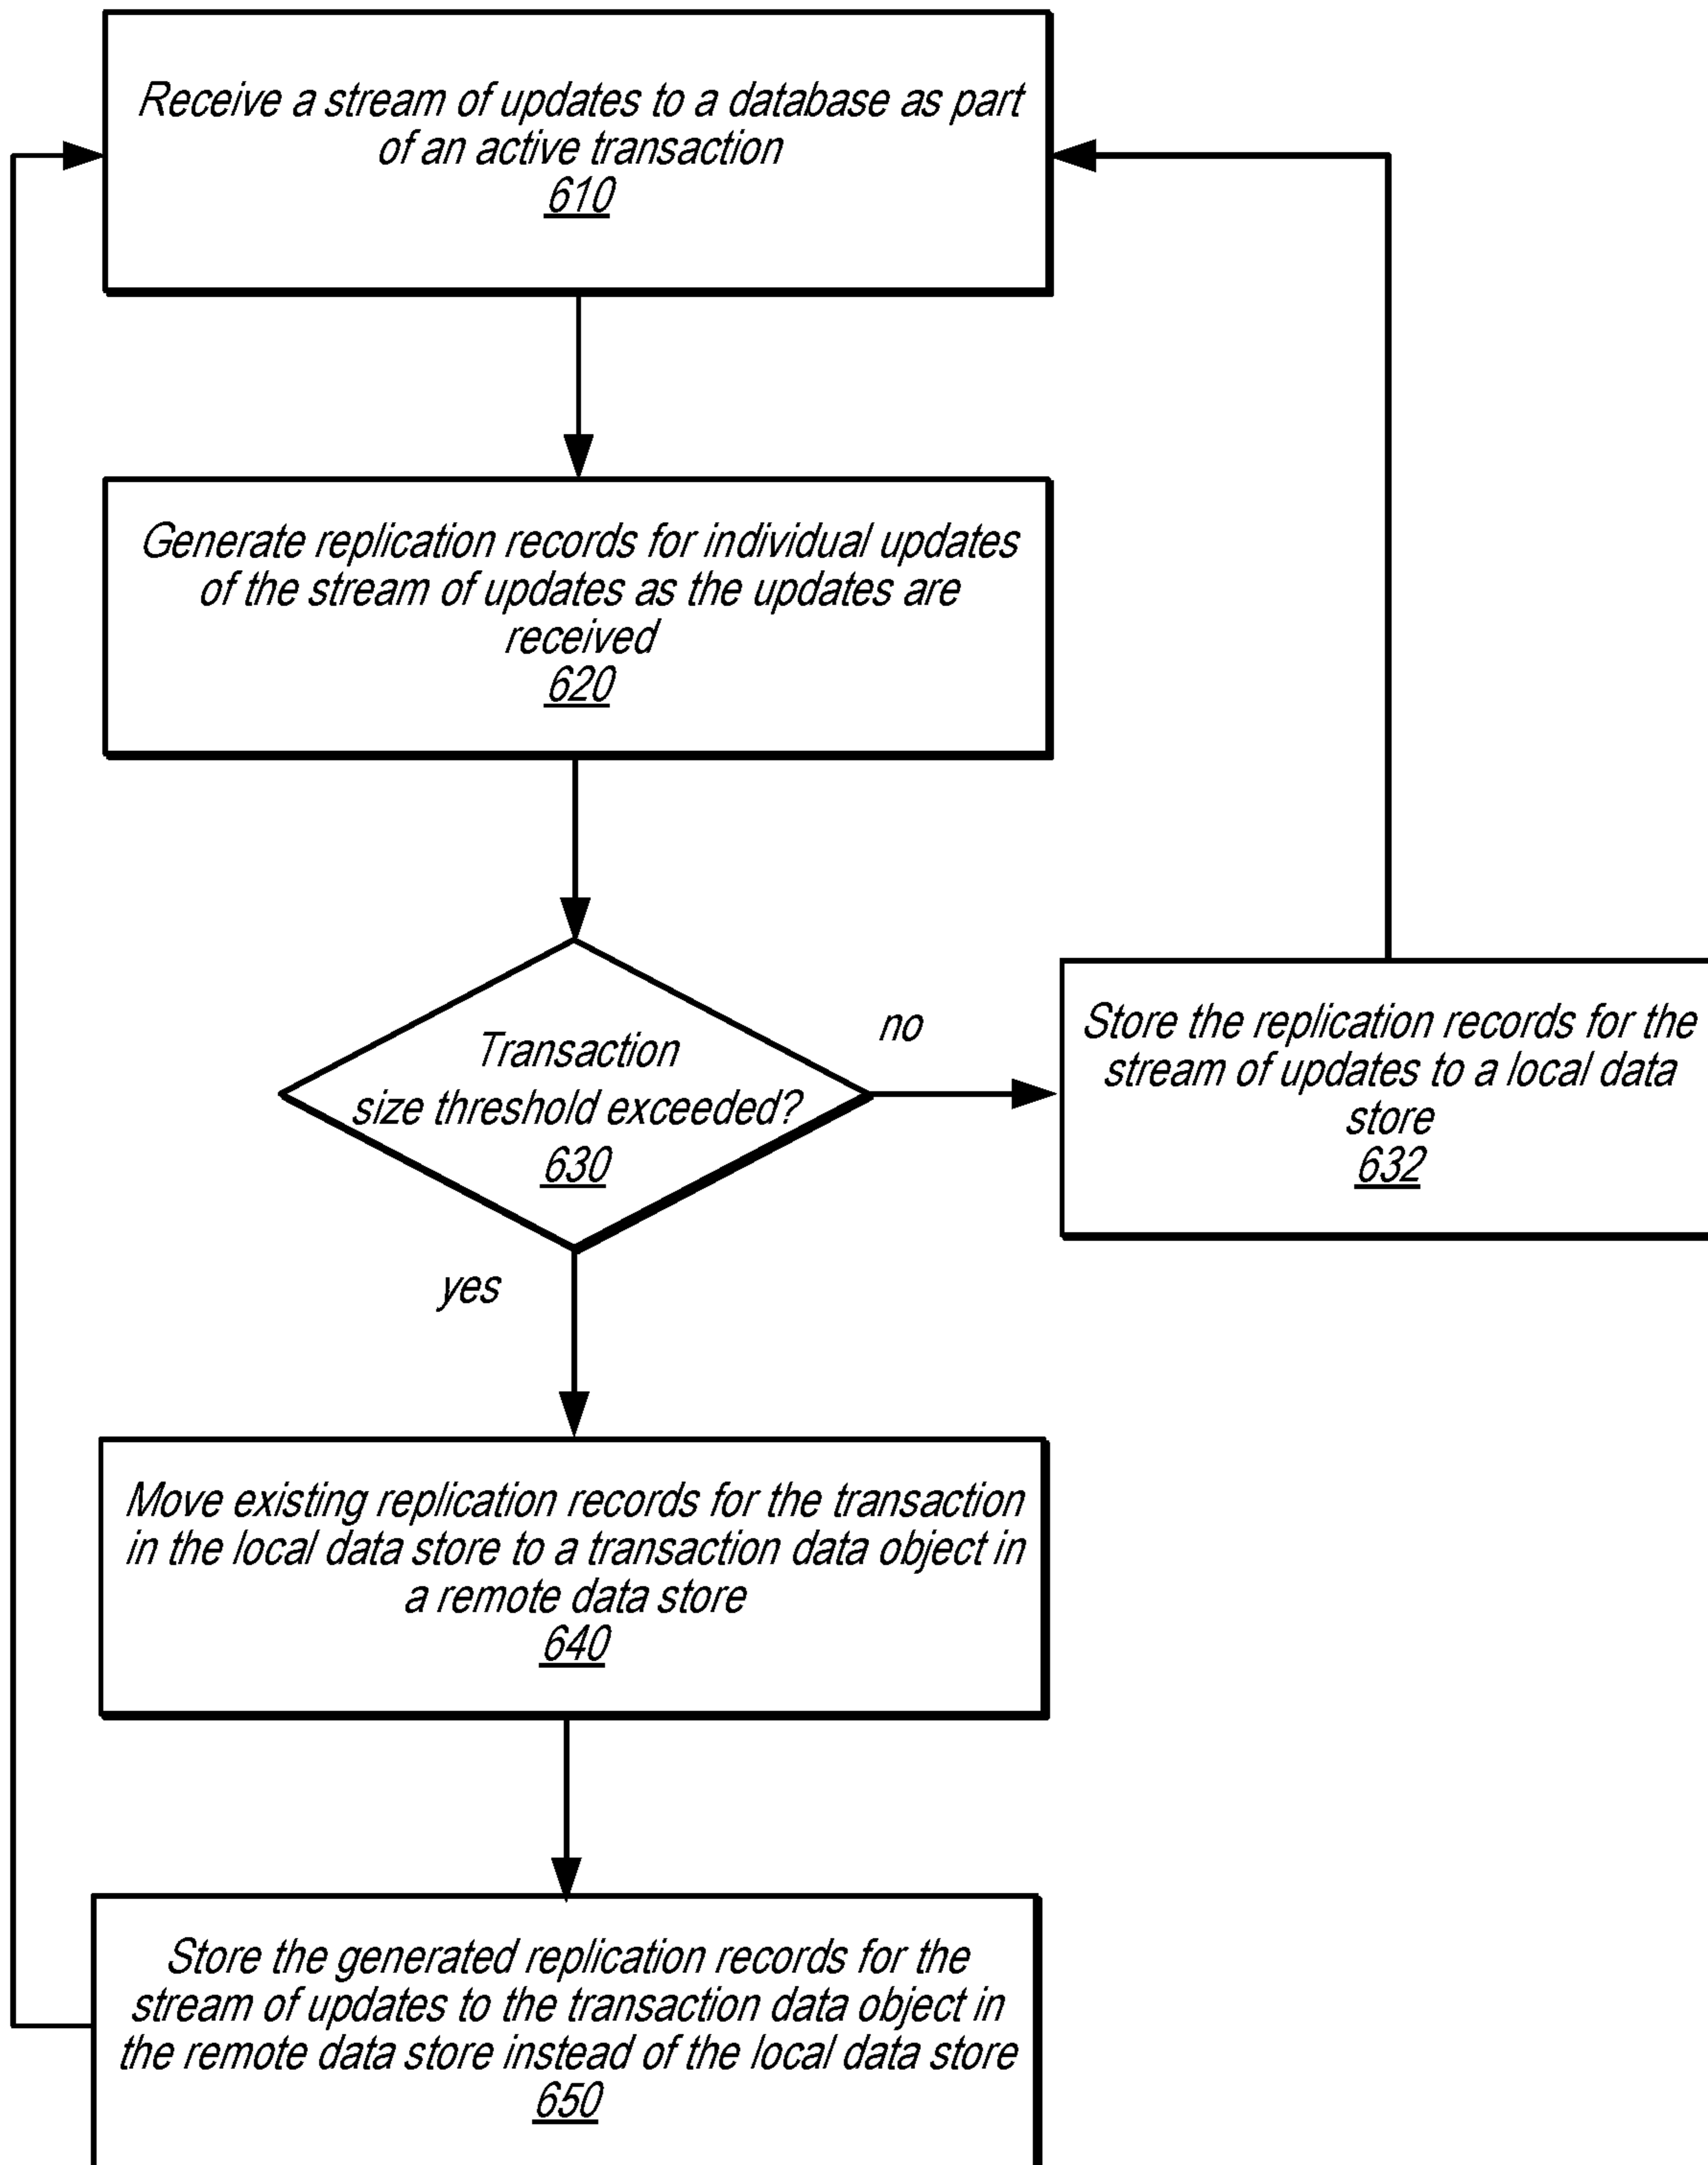 Receive a stream of updates to a database as part
of an active transaction
610
Generate replication records for individual updates
of the stream of updates as the updates are
received
620
Transaction
size threshold exceeded?
630
no
Store the replication records for the
stream of updates to a local data
store
632
yes
Move existing replication records for the transaction
in the local data store to a transaction data object in
a remote data store
640
Store the generated replication records for the
stream of updates to the transaction data object in
the remote data store instead of the local data store
650